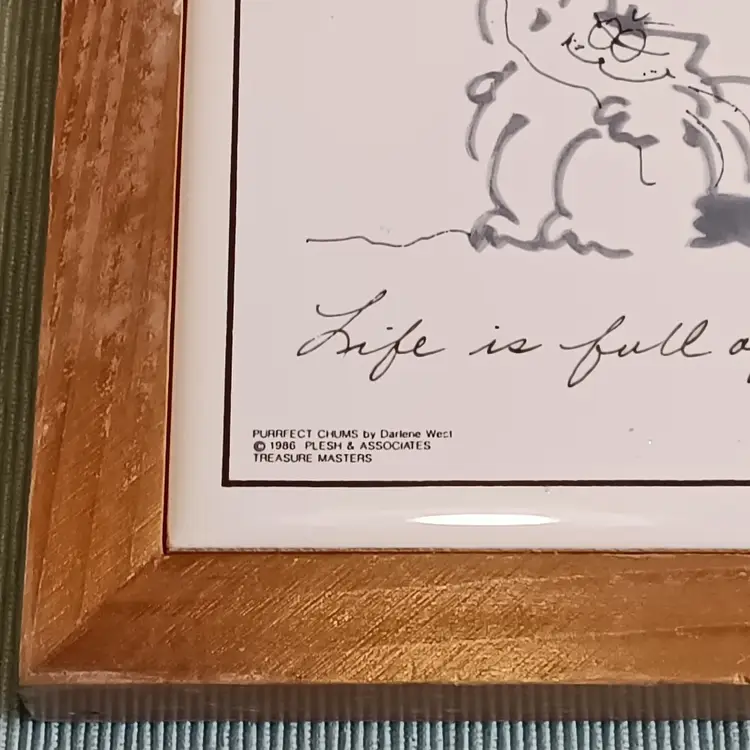 Life is full
PURRFECT CHUMS by Darlene West
© 1986 PLESH & ASSOCIATES
TREASURE MASTERS